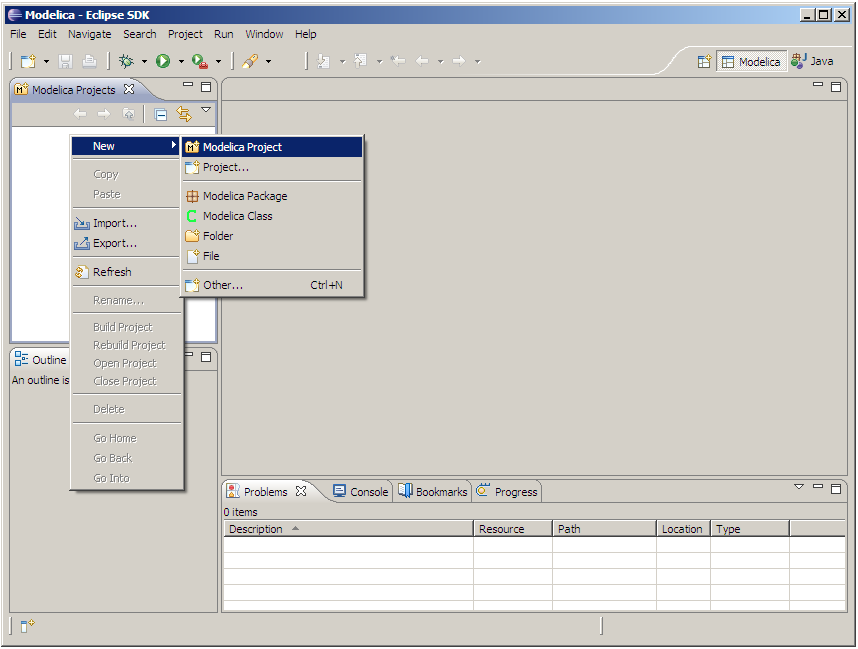 Modelica - Eclipse SDK
File Edit Navigate Search Project Run Window Help
Modelica Java
Modelica Projects
New
Copy
Paste
Import...
Export...
Refresh
Rename...
Build Project
Rebuild Project
Open Project
Close Project
Delete
Go Home
Go Back
Go Into
Modelica Project
Project...
Modelica Package
Modelica Class
Folder
File
Other... Ctrl+N
Outline
An outline is
Problems Console Bookmarks Progress
0 items
Description Resource Path Location Type